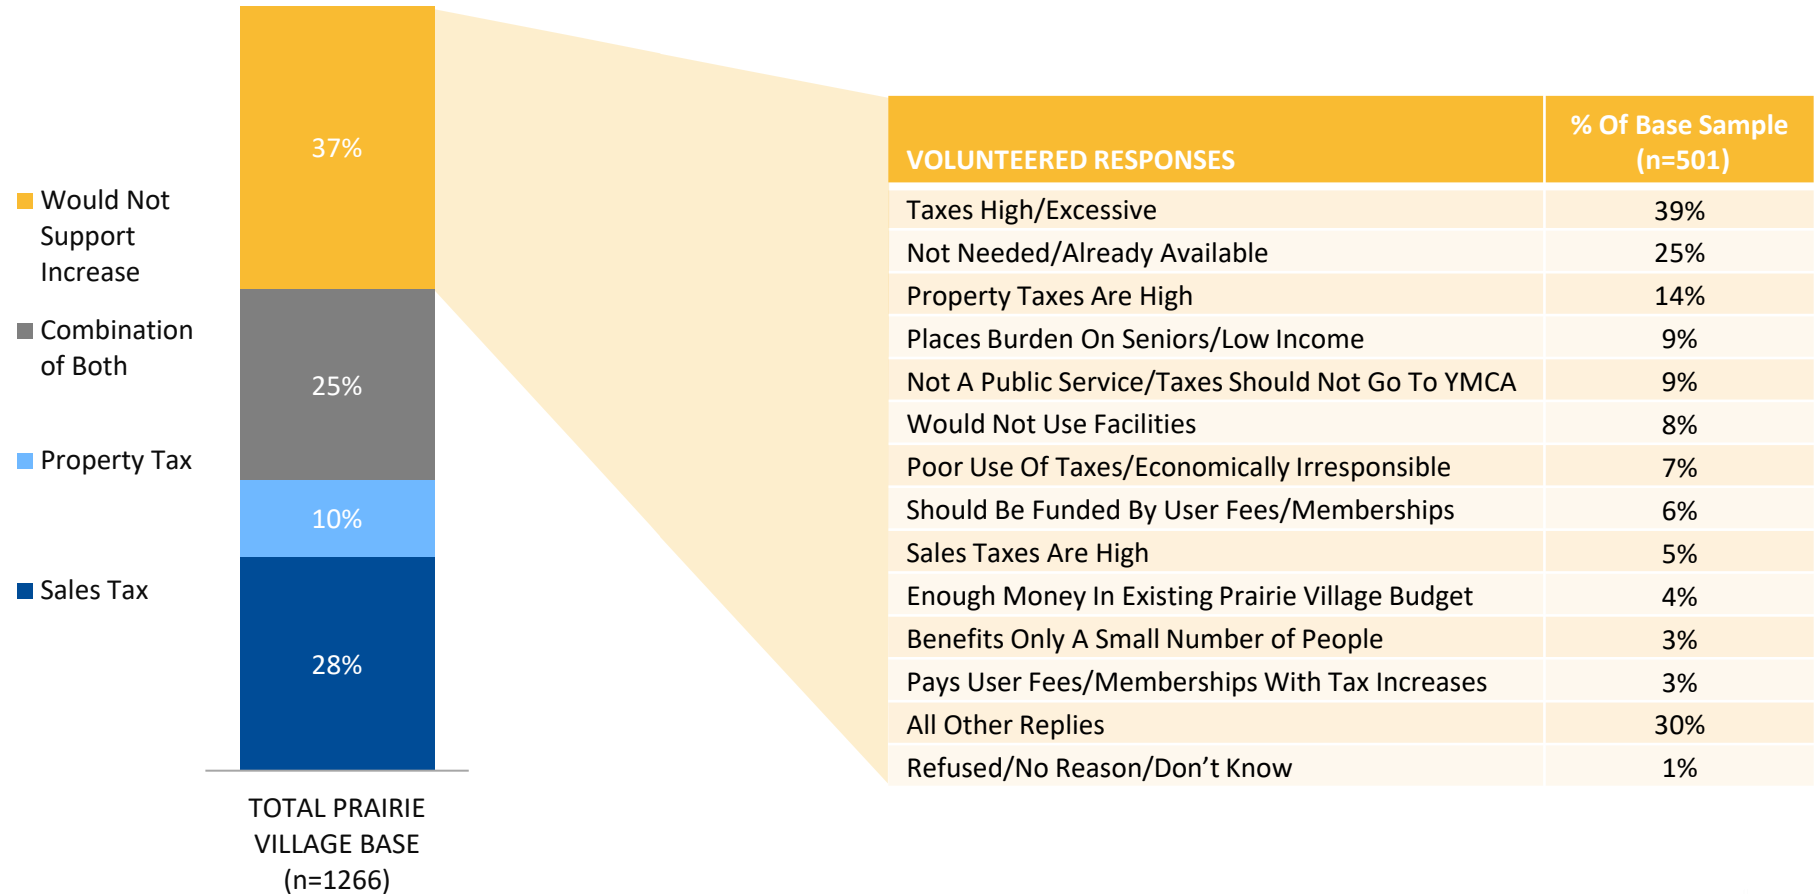 Would Not
Support
Increase
Combination
of Both
Property Tax
Sales Tax
37%
25%
10%
28%
TOTAL PRAIRIE
VILLAGE BASE
(n=1266)
VOLUNTEERED RESPONSES % Of Base Sample
(n=501)
Taxes High/Excessive 39%
Not Needed/Already Available 25%
Property Taxes Are High 14%
Places Burden On Seniors/Low Income 9%
Not A Public Service/Taxes Should Not Go To YMCA 9%
Would Not Use Facilities 8%
Poor Use Of Taxes/Economically Irresponsible 7%
Should Be Funded By User Fees/Memberships 6%
Sales Taxes Are High 5%
Enough Money In Existing Prairie Village Budget 4%
Benefits Only A Small Number of People 3%
Pays User Fees/Memberships With Tax Increases 3%
All Other Replies 30%
Refused/No Reason/Don’t Know 1%